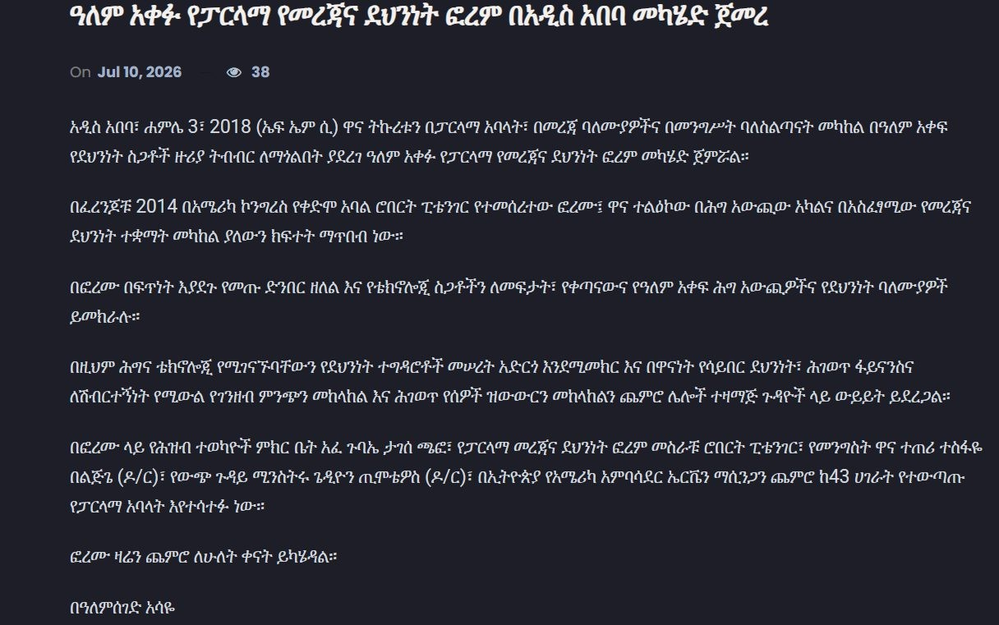 ዓለም አቀፉ የፓርላማ የመረጃና ደህንነት ፎረም በአዲስ አበባ መካሄድ ጀመረ
On Jul 10, 2026 — 38
አዲስ አበባ፣ ሐምሌ 3፣ 2018 (ኤፍ ኤም ሲ) ዋና ትኩረቱን በፓርላማ አባላት፣ በመረጃ ባለሙያዎችና በመንግሥት ባለስልጣናት መካከል በዓለም አቀፍ
የደህንነት ስጋቶች ዙሪያ ትብብር ለማጎልበት ያደረገ ዓለም አቀፉ የፓርላማ የመረጃና ደህንነት ፎረም መካሄድ ጀምሯል።
በፈረንጆቹ 2014 በአሜሪካ ኮንግረስ የቀድሞ አባል ሮበርት ፒቴንገር የተመሰረተው ፎረሙ፤ ዋና ተልዕኮው በሕግ አውጪው አካልና በአስፈፃሚው የመረጃና
ደህንነት ተቋማት መካከል ያለውን ክፍተት ማጥበብ ነው።
በፎረሙ በፍጥነት እያደጉ የመጡ ድንበር ዘለል እና የቴክኖሎጂ ስጋቶችን ለመፍታት፣ የቀጣናውና የዓለም አቀፍ ሕግ አውጪዎችና የደህንነት ባለሙያዎች
ይመክራሉ።
በዚህም ሕግና ቴክኖሎጂ የሚገናኙባቸውን የደህንነት ተግዳሮቶች መሠረት አድርጎ እንደሚመክር እና በዋናነት የሳይበር ደህንነት፣ ሕገወጥ ፋይናንስና
ለሽብርተኝነት የሚውል የገንዘብ ምንጭን መከላከል እና ሕገወጥ የሰዎች ዝውውርን መከላከልን ጨምሮ ሌሎች ተዛማጅ ጉዳዮች ላይ ውይይት ይደረጋል።
በፎረሙ ላይ የሕዝብ ተወካዮች ምክር ቤት አፈ ጉባኤ ታገሰ ጫፎ፣ የፓርላማ መረጃና ደህንነት ፎረም መስራቹ ሮበርት ፒቴንገር፣ የመንግስት ዋና ተጠሪ ተስፋዬ
በልጅጌ (ዶ/ር)፣ የውጭ ጉዳይ ሚንስትሩ ጌዲዮን ጢሞቴዎስ (ዶ/ር)፣ በኢትዮጵያ የአሜሪካ አምባሳደር ኤርቬን ማሲንጋን ጨምሮ ከ43 ሀገራት የተውጣጡ
የፓርላማ አባላት እየተሳተፉ ነው።
ፎረሙ ዛሬን ጨምሮ ለሁለት ቀናት ይካሄዳል።
በዓለምሰገድ አሳዬ